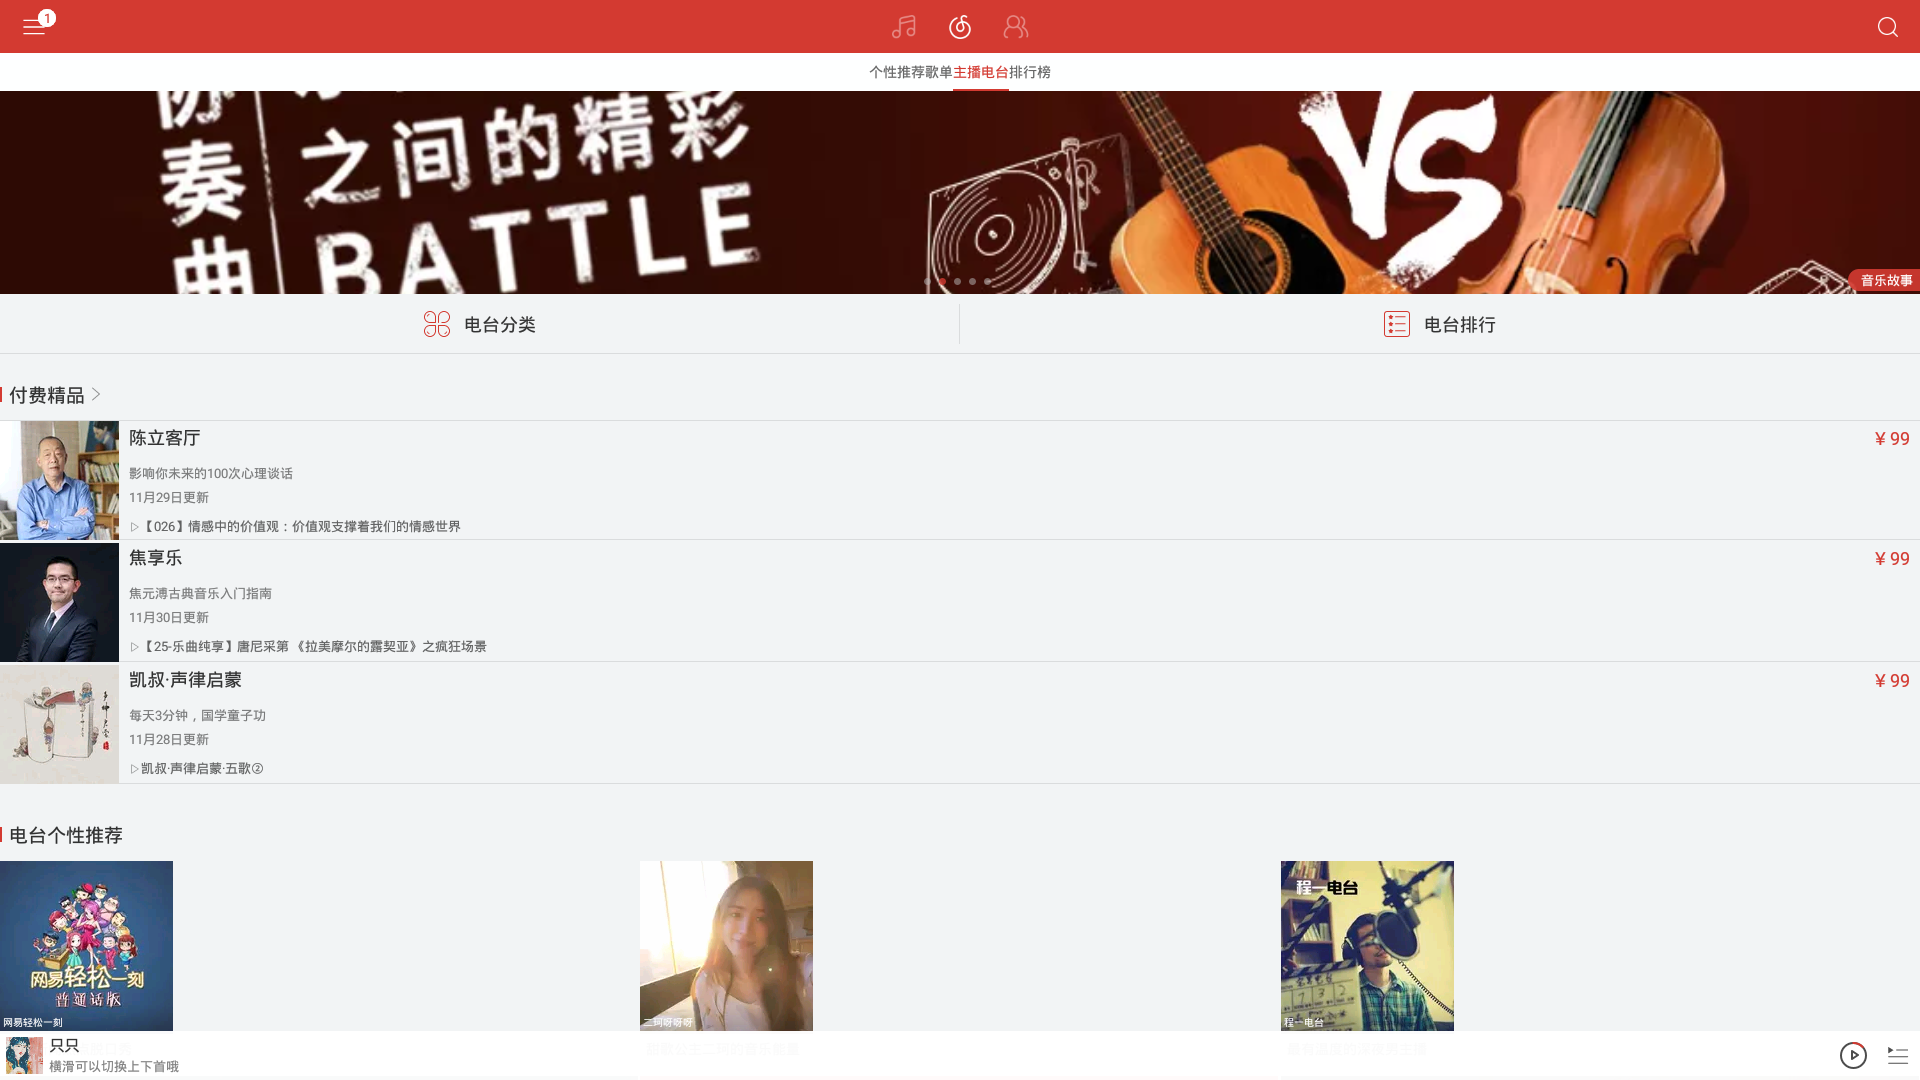 1
个性推荐 歌单 主播电台 排行榜
协
奏
曲
之间的精彩
BATTLE
VS
音乐故事
电台分类
电台排行
付费精品
陈立客厅
¥ 99
影响你未来的100次心理谈话
11月29日更新
【026】情感中的价值观：价值观支撑着我们的情感世界
焦享乐
¥ 99
焦元溥古典音乐入门指南
11月30日更新
【25-乐曲纯享】唐尼采第 《拉美摩尔的露契亚》之疯狂场景
凯叔·声律启蒙
¥ 99
每天3分钟，国学童子功
11月28日更新
凯叔·声律启蒙·五歌②
电台个性推荐
网易轻松一刻
普通话版
网易轻松一刻
二珂呀呀呀
程一电台
程一电台
只只
横滑可以切换上下首哦